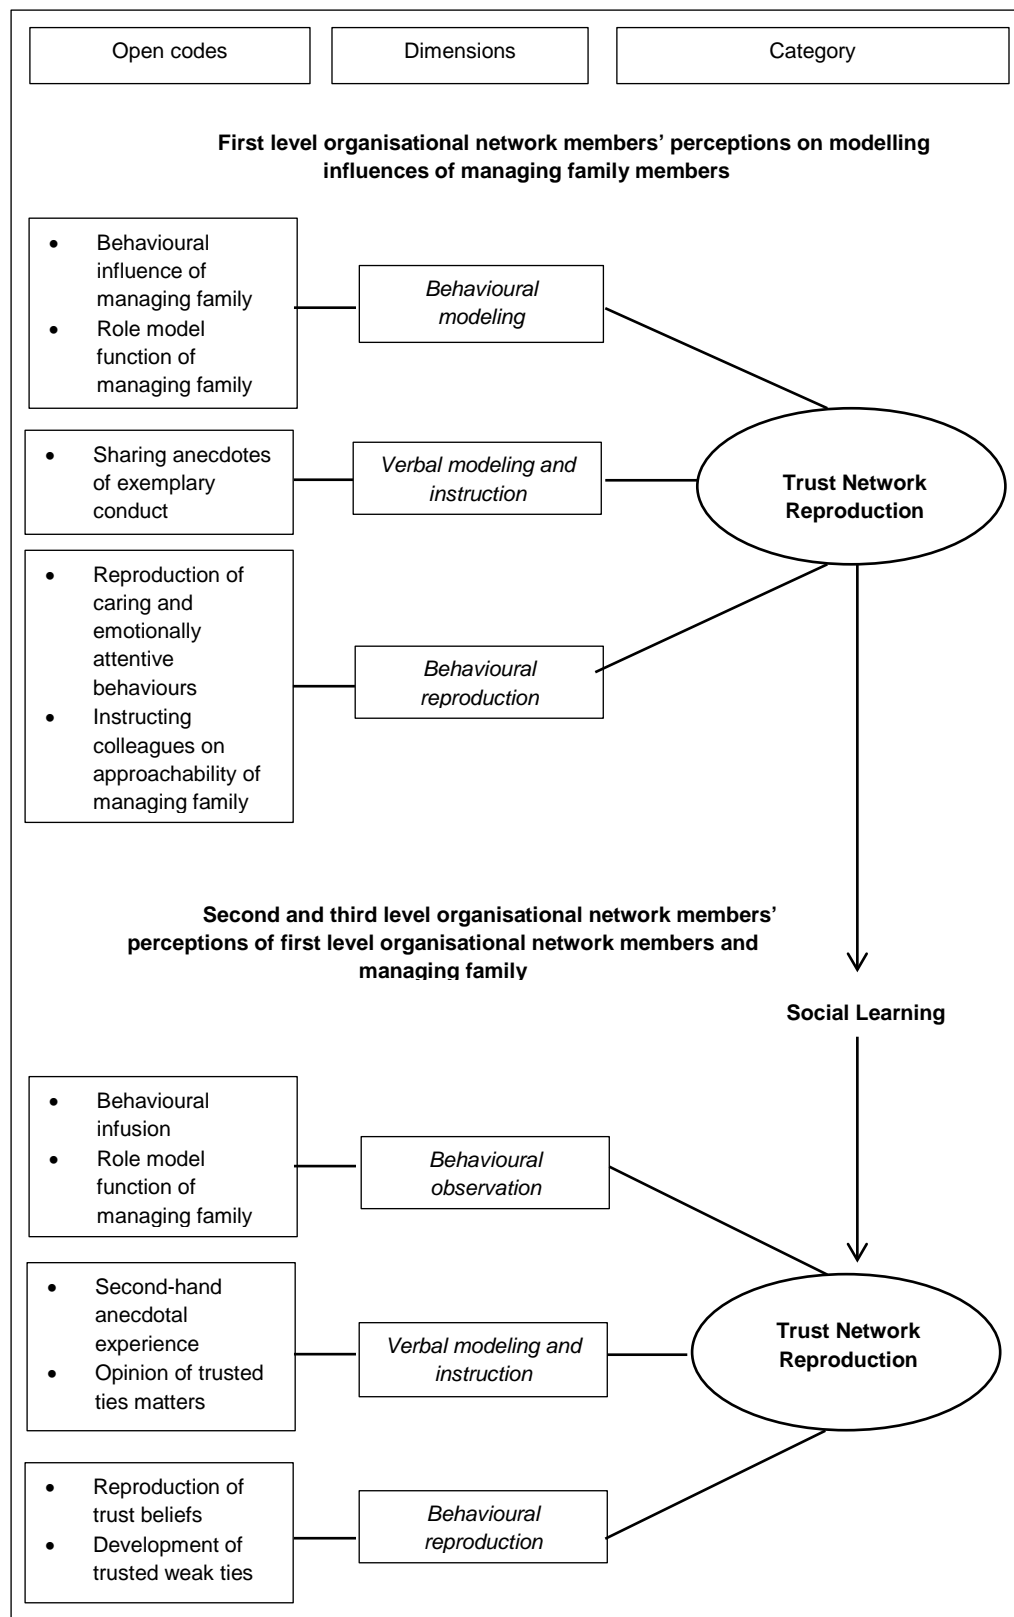 Open codes
Dimensions
Category
First level organisational network members’ perceptions on modelling
influences of managing family members
• Behavioural
influence of
managing family
• Role model
function of
managing family
Behavioural
modeling
• Sharing anecdotes
of exemplary
conduct
Verbal modeling and
instruction
Trust Network
Reproduction
• Reproduction of
caring and
emotionally
attentive
behaviours
• Instructing
colleagues on
approachability of
managing family
Behavioural
reproduction
Second and third level organisational network members’
perceptions of first level organisational network members and
managing family
Social Learning
• Behavioural
infusion
• Role model
function of
managing family
Behavioural
observation
• Second-hand
anecdotal
experience
• Opinion of trusted
ties matters
Verbal modeling and
instruction
Trust Network
Reproduction
• Reproduction of
trust beliefs
• Development of
trusted weak ties
Behavioural
reproduction